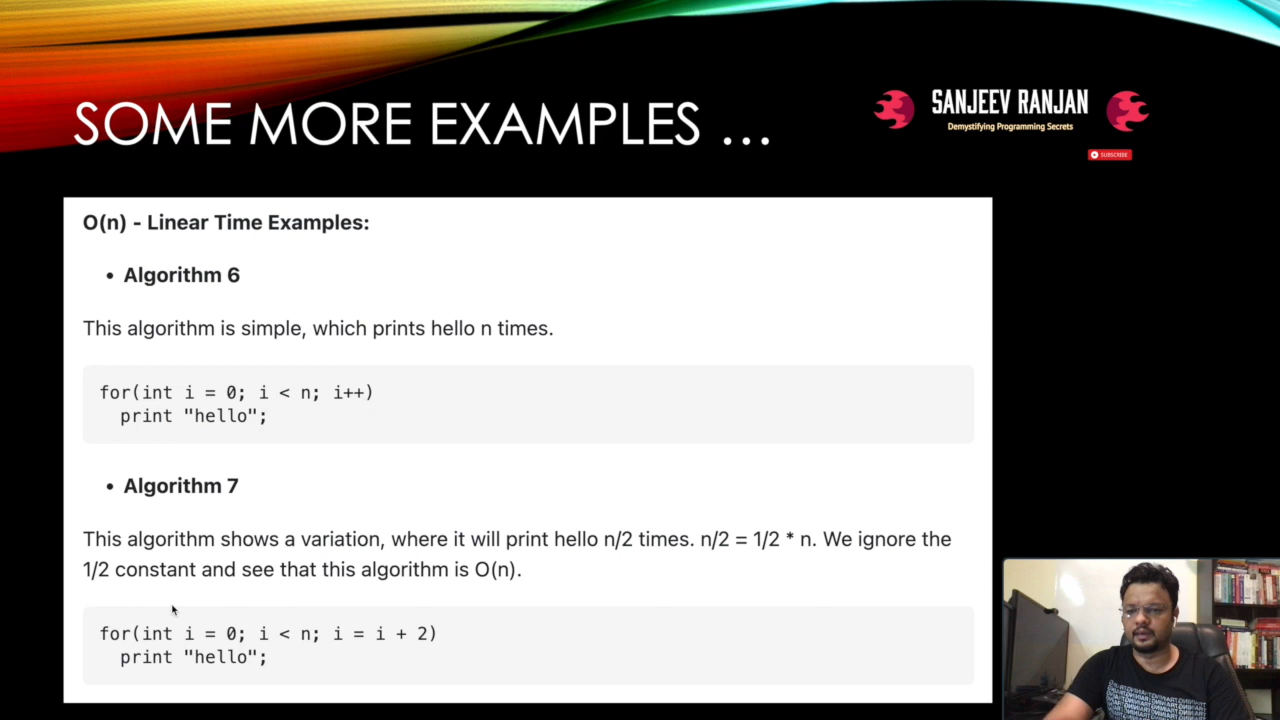 SOME MORE EXAMPLES ...
SANJEEV RANJAN
Demystifying Programming Secrets
SUBSCRIBE
O(n) - Linear Time Examples:
• Algorithm 6
This algorithm is simple, which prints hello n times.
for(int i = 0; i < n; i++)
print "hello";
• Algorithm 7
This algorithm shows a variation, where it will print hello n/2 times. n/2 = 1/2 * n. We ignore the
1/2 constant and see that this algorithm is O(n).
for(int i = 0; i < n; i = i + 2)
print "hello";